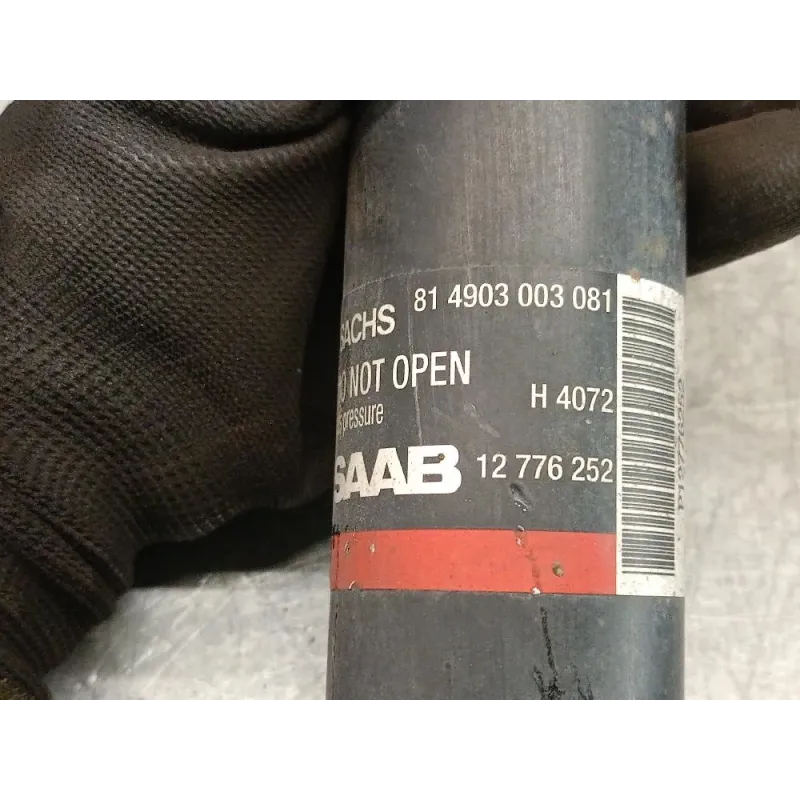 SACHS 81 4903 003 081
NOT OPEN
H 4072
pressure
SAAB 12 776 252